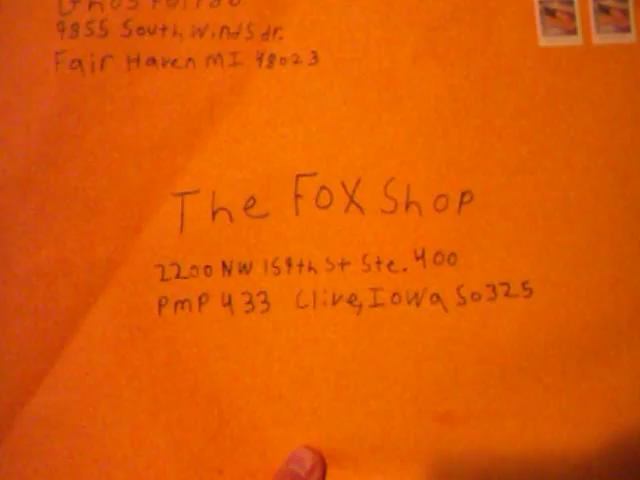 9855 South Winds dr.
Fair Haven MI 48023
The Fox Shop
2200 NW 159th St Ste. 400
PMP 433 Clive, Iowa 50325